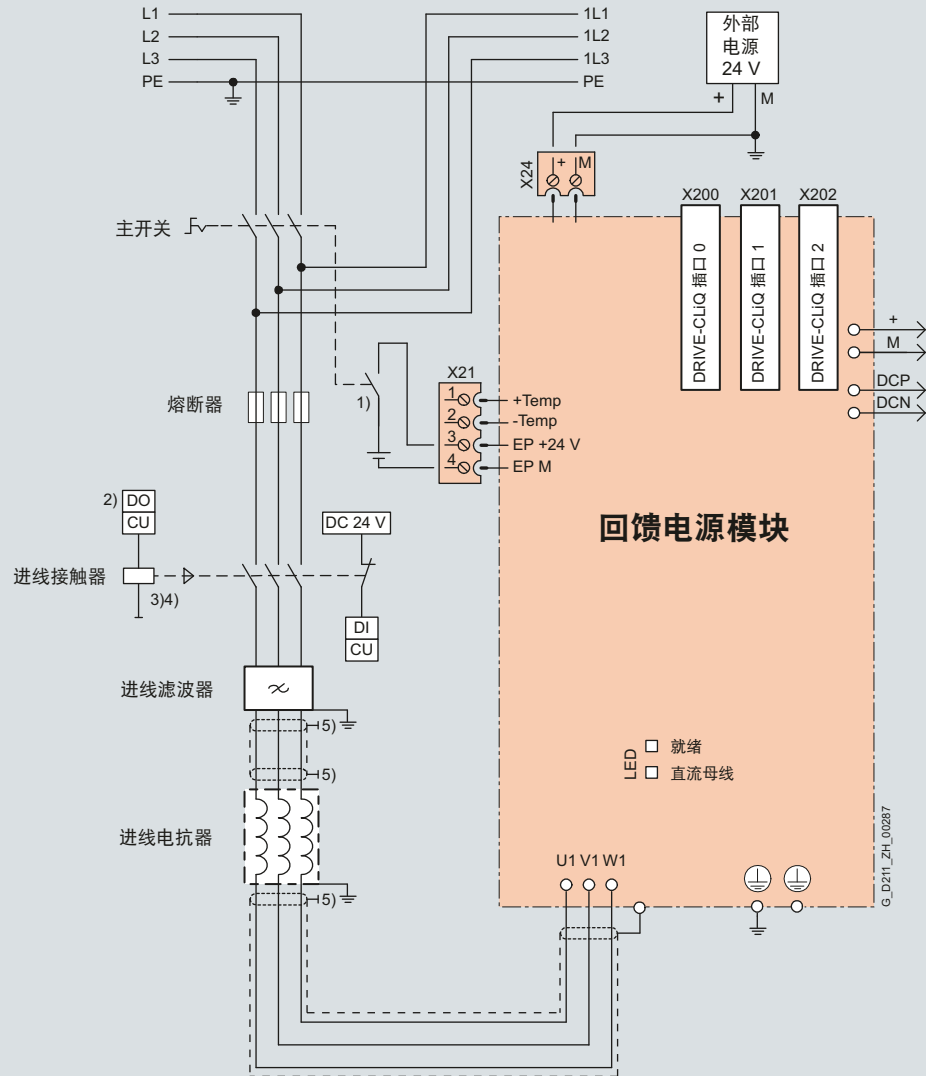 L1
L2
L3
PE
1L1
1L2
1L3
PE
外部
电源
24 V
+
M
X24
+
M
X200
X201
X202
DRIVE-CLiQ 插口 0
DRIVE-CLiQ 插口 1
DRIVE-CLiQ 插口 2
主开关
+
M
DCP
DCN
X21
1)
1
2
3
4
+Temp
-Temp
EP +24 V
EP M
熔断器
2)
DO
CU
DC 24 V
回馈电源模块
进线接触器
3)4)
DI
CU
进线滤波器
5)
5)
LED
就绪
直流母线
进线电抗器
5)
U1 V1 W1
G_D211_ZH_00287